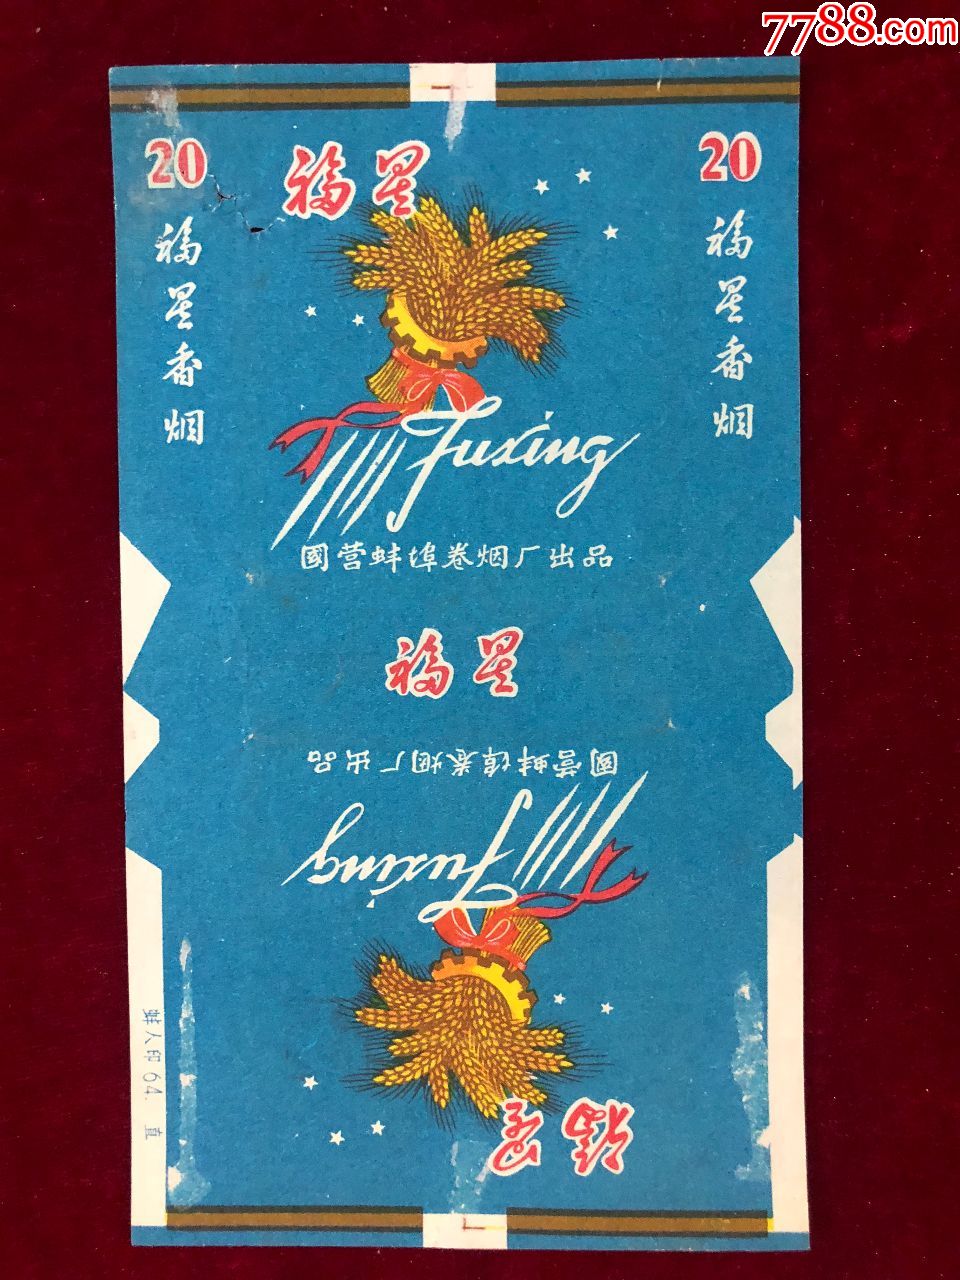 7788.com
20
福星
20
福星香烟
福星香烟
Fuxing
國营蚌埠卷烟厂出品
福星
國营蚌埠卷烟厂出品
Fuxing
福星
蚌人印 64. 直